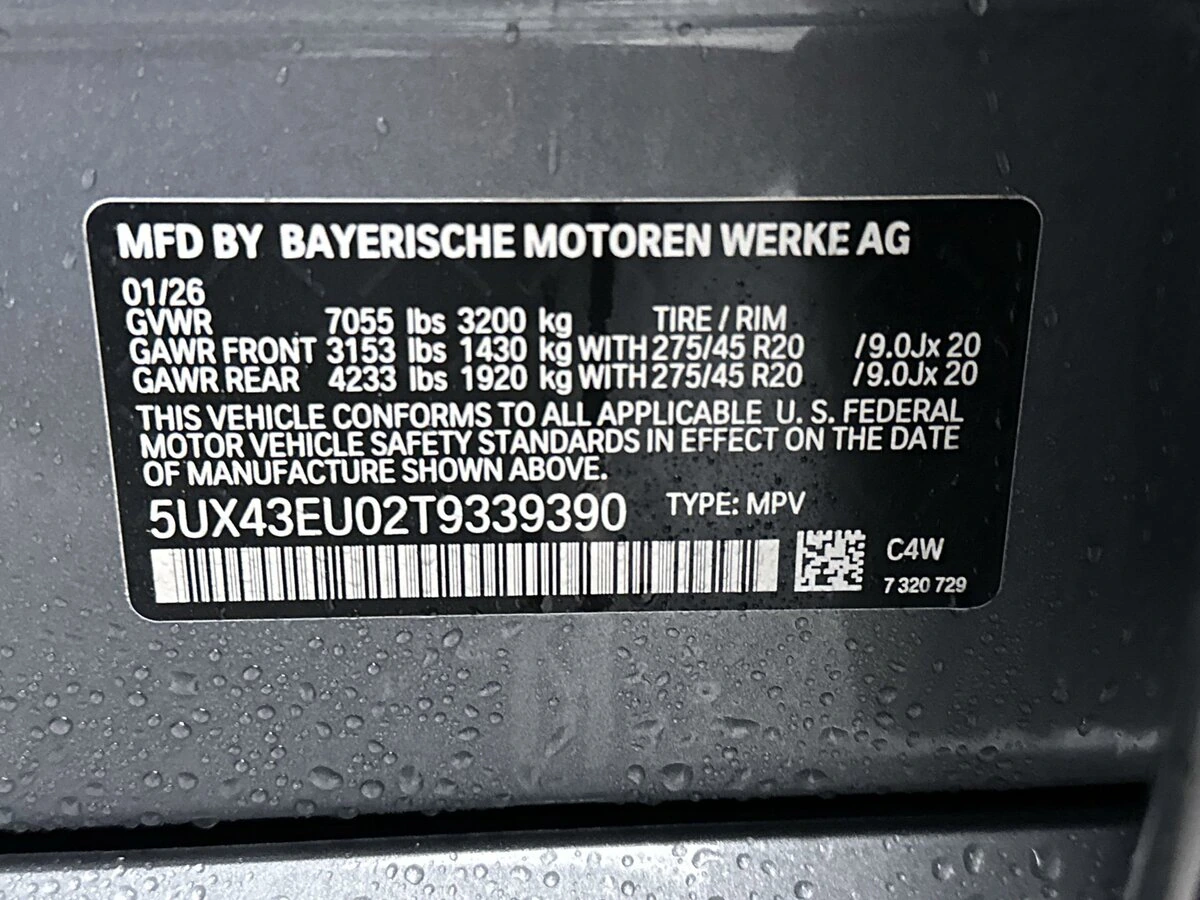 MFD BY BAYERISCHE MOTOREN WERKE AG
01/26
GVWR 7055 lbs 3200 kg TIRE / RIM
GAWR FRONT 3153 lbs 1430 kg WITH 275/45 R20 /9.0Jx 20
GAWR REAR 4233 lbs 1920 kg WITH 275/45 R20 /9.0Jx 20
THIS VEHICLE CONFORMS TO ALL APPLICABLE U. S. FEDERAL
MOTOR VEHICLE SAFETY STANDARDS IN EFFECT ON THE DATE
OF MANUFACTURE SHOWN ABOVE.
5UX43EU02T9339390 TYPE: MPV
C4W
7 320 729